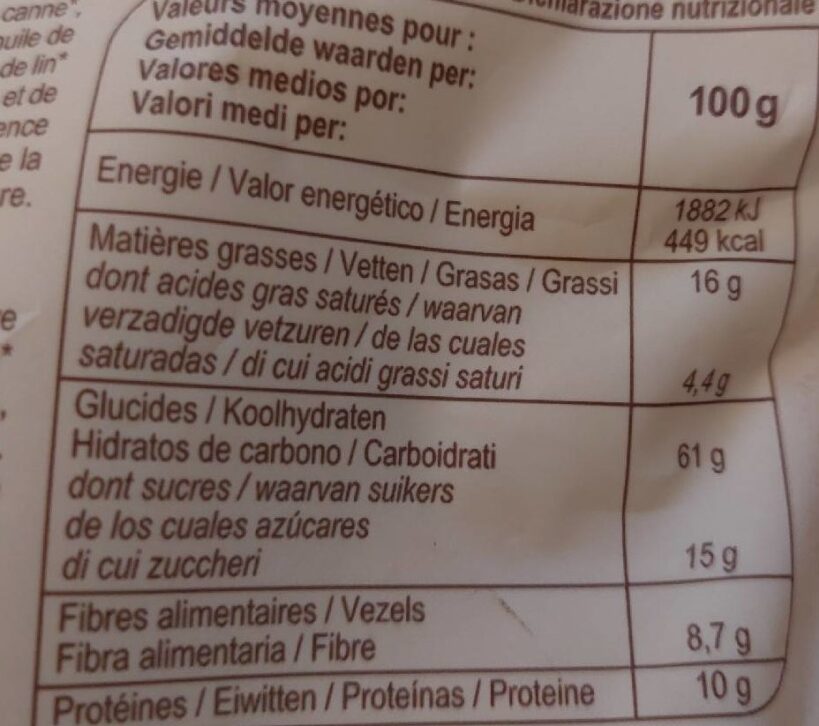 canne*,
huile de
de lin*
et de
la
Valeurs moyennes pour :
Gemiddelde waarden per:
Valores medios por:
Valori medi per:
nutrizionale
100 g
Energie / Valor energético / Energia
1882 kJ
449 kcal
Matières grasses / Vetten / Grasas / Grassi
16 g
dont acides gras saturés / waarvan
verzadigde vetzuren / de las cuales
saturadas / di cui acidi grassi saturi
4,4 g
Glucides / Koolhydraten
Hidratos de carbono / Carboidrati
61 g
dont sucres / waarvan suikers
de los cuales azúcares
di cui zuccheri
15 g
Fibres alimentaires / Vezels
Fibra alimentaria / Fibre
8,7 g
Protéines / Eiwitten / Proteínas / Proteine
10 g